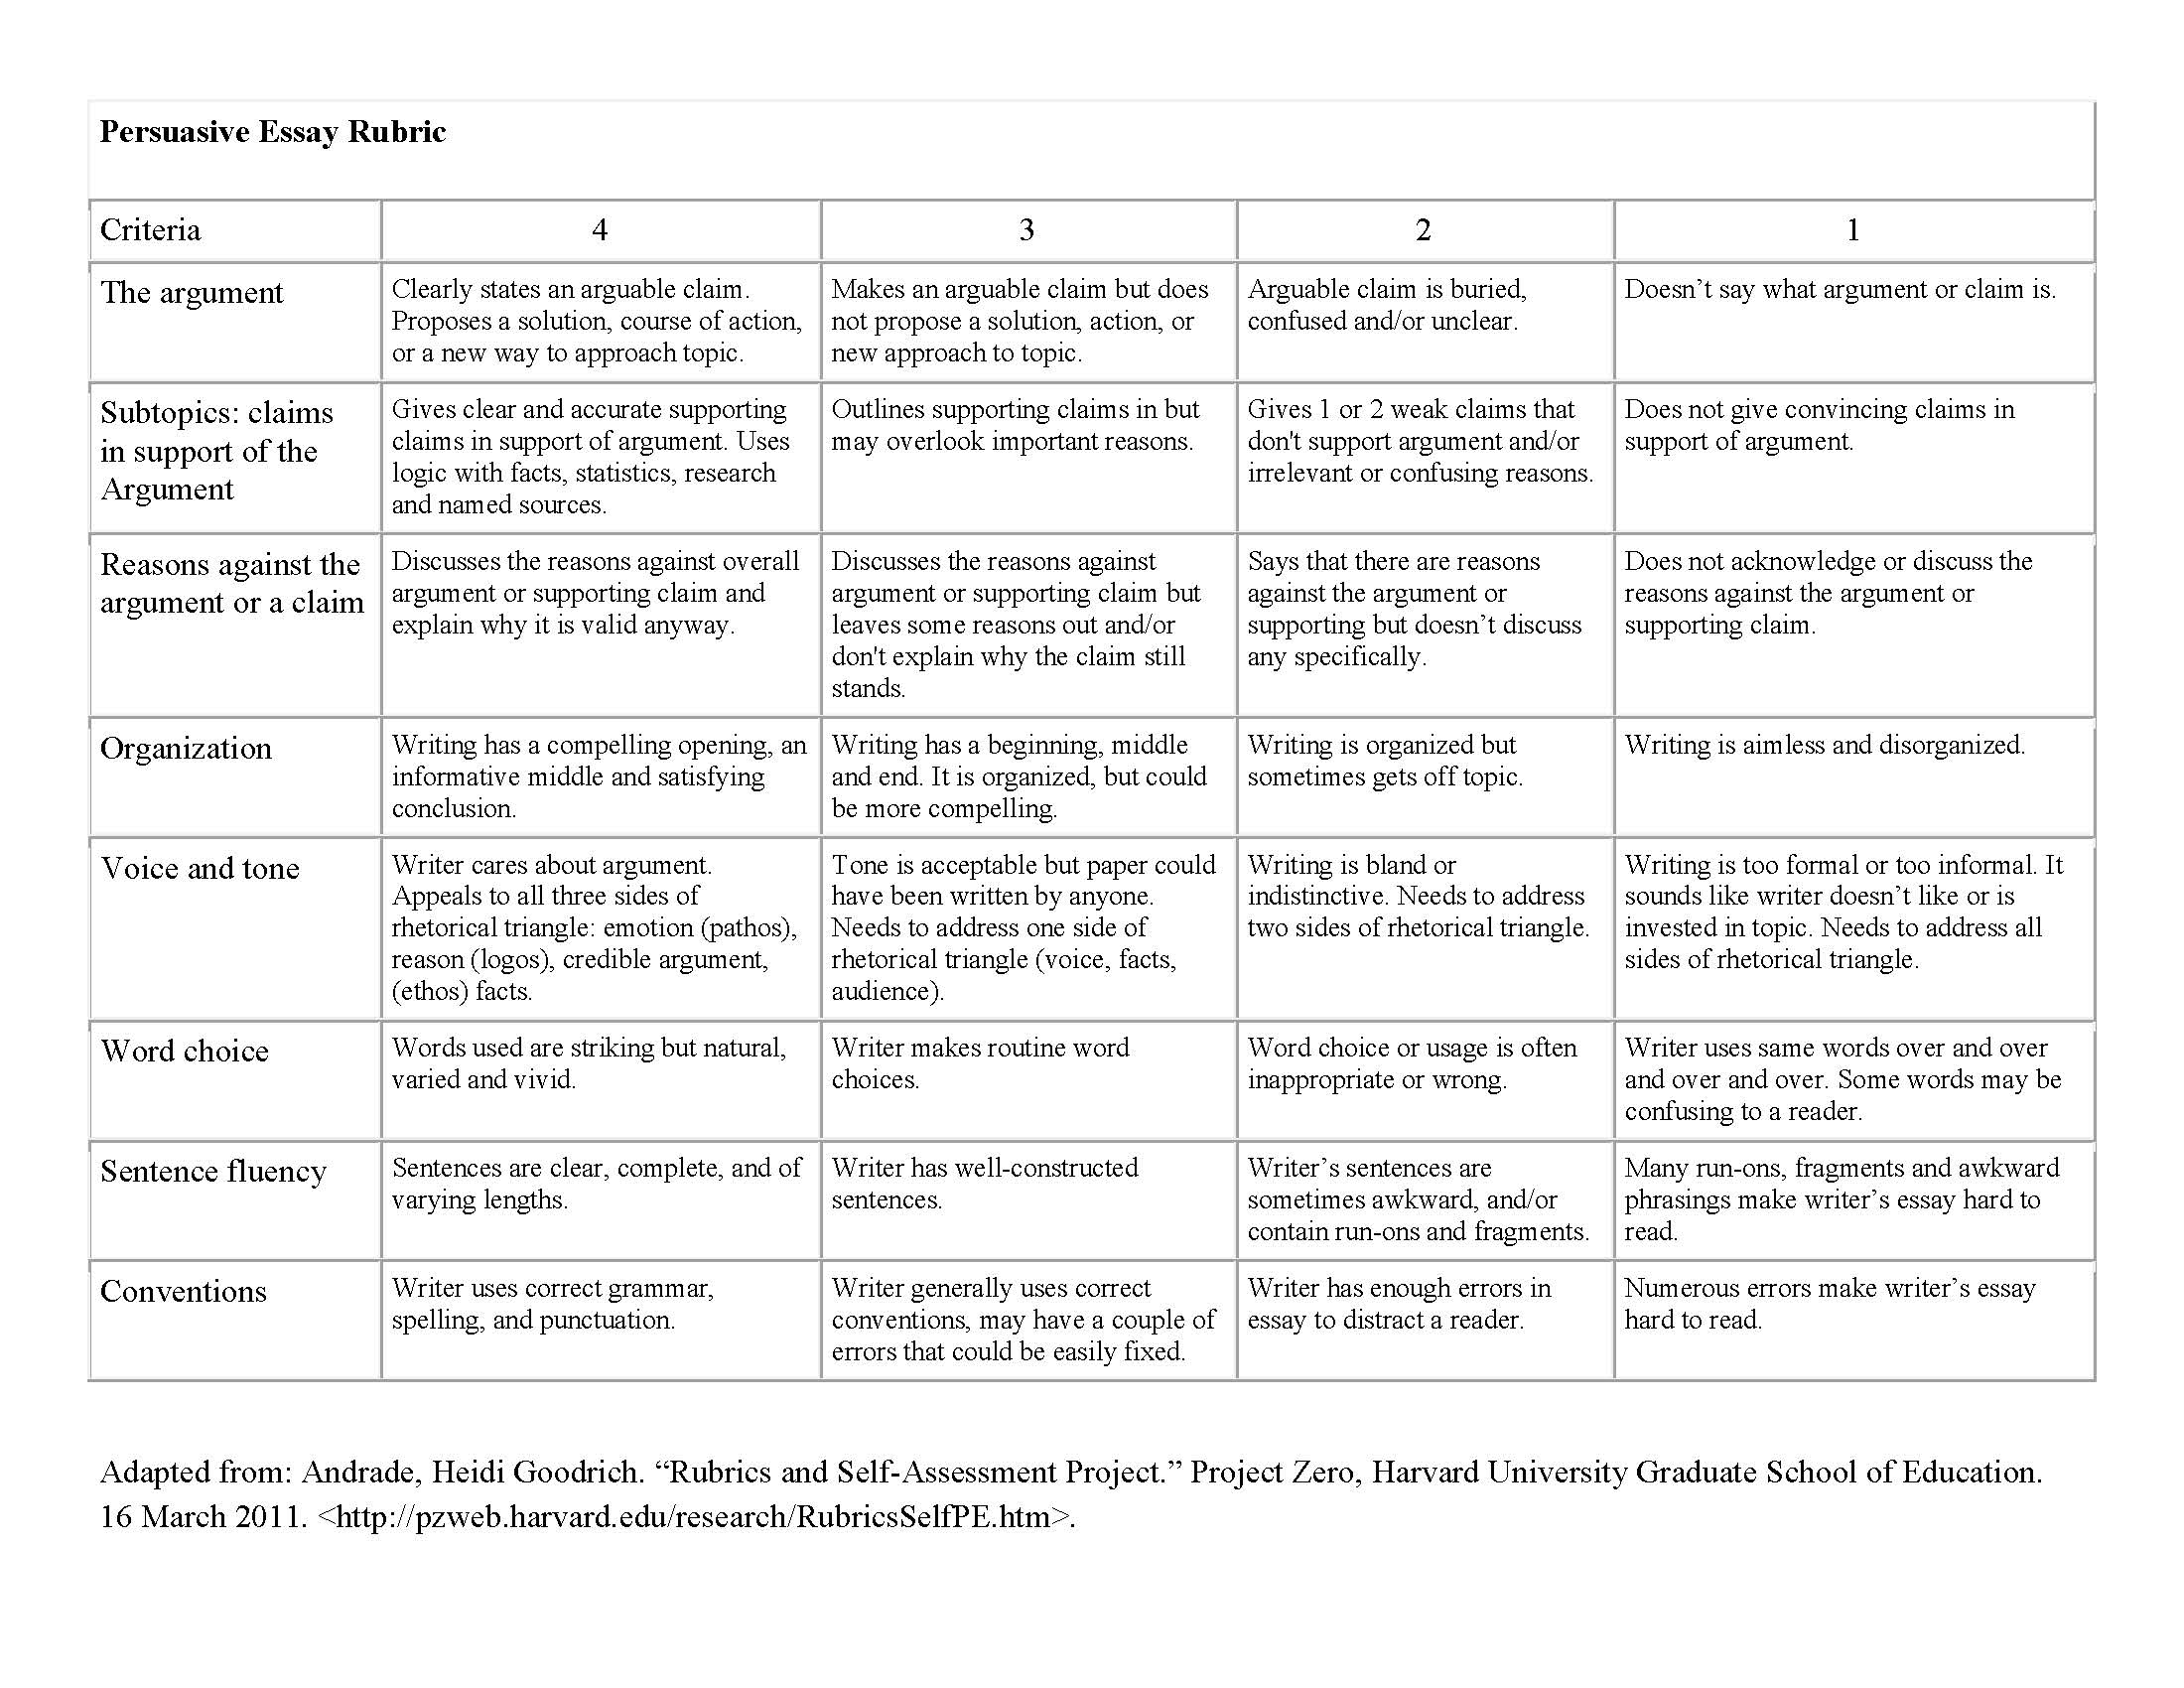 Persuasive Essay Rubric
Criteria
4
3
2
1
The argument
Clearly states an arguable claim.
Proposes a solution, course of action,
or a new way to approach topic.
Makes an arguable claim but does
not propose a solution, action, or
new approach to topic.
Arguable claim is buried,
confused and/or unclear.
Doesn’t say what argument or claim is.
Subtopics: claims
in support of the
Argument
Gives clear and accurate supporting
claims in support of argument. Uses
logic with facts, statistics, research
and named sources.
Outlines supporting claims in but
may overlook important reasons.
Gives 1 or 2 weak claims that
don't support argument and/or
irrelevant or confusing reasons.
Does not give convincing claims in
support of argument.
Reasons against the
argument or a claim
Discusses the reasons against overall
argument or supporting claim and
explain why it is valid anyway.
Discusses the reasons against
argument or supporting claim but
leaves some reasons out and/or
don't explain why the claim still
stands.
Says that there are reasons
against the argument or
supporting but doesn’t discuss
any specifically.
Does not acknowledge or discuss the
reasons against the argument or
supporting claim.
Organization
Writing has a compelling opening, an
informative middle and satisfying
conclusion.
Writing has a beginning, middle
and end. It is organized, but could
be more compelling.
Writing is organized but
sometimes gets off topic.
Writing is aimless and disorganized.
Voice and tone
Writer cares about argument.
Appeals to all three sides of
rhetorical triangle: emotion (pathos),
reason (logos), credible argument,
(ethos) facts.
Tone is acceptable but paper could
have been written by anyone.
Needs to address one side of
rhetorical triangle (voice, facts,
audience).
Writing is bland or
indistinctive. Needs to address
two sides of rhetorical triangle.
Writing is too formal or too informal. It
sounds like writer doesn’t like or is
invested in topic. Needs to address all
sides of rhetorical triangle.
Word choice
Words used are striking but natural,
varied and vivid.
Writer makes routine word
choices.
Word choice or usage is often
inappropriate or wrong.
Writer uses same words over and over
and over and over. Some words may be
confusing to a reader.
Sentence fluency
Sentences are clear, complete, and of
varying lengths.
Writer has well-constructed
sentences.
Writer’s sentences are
sometimes awkward, and/or
contain run-ons and fragments.
Many run-ons, fragments and awkward
phrasings make writer’s essay hard to
read.
Conventions
Writer uses correct grammar,
spelling, and punctuation.
Writer generally uses correct
conventions, may have a couple of
errors that could be easily fixed.
Writer has enough errors in
essay to distract a reader.
Numerous errors make writer’s essay
hard to read.
Adapted from: Andrade, Heidi Goodrich. “Rubrics and Self-Assessment Project.” Project Zero, Harvard University Graduate School of Education.
16 March 2011. <http://pzweb.harvard.edu/research/RubricsSelfPE.htm>.